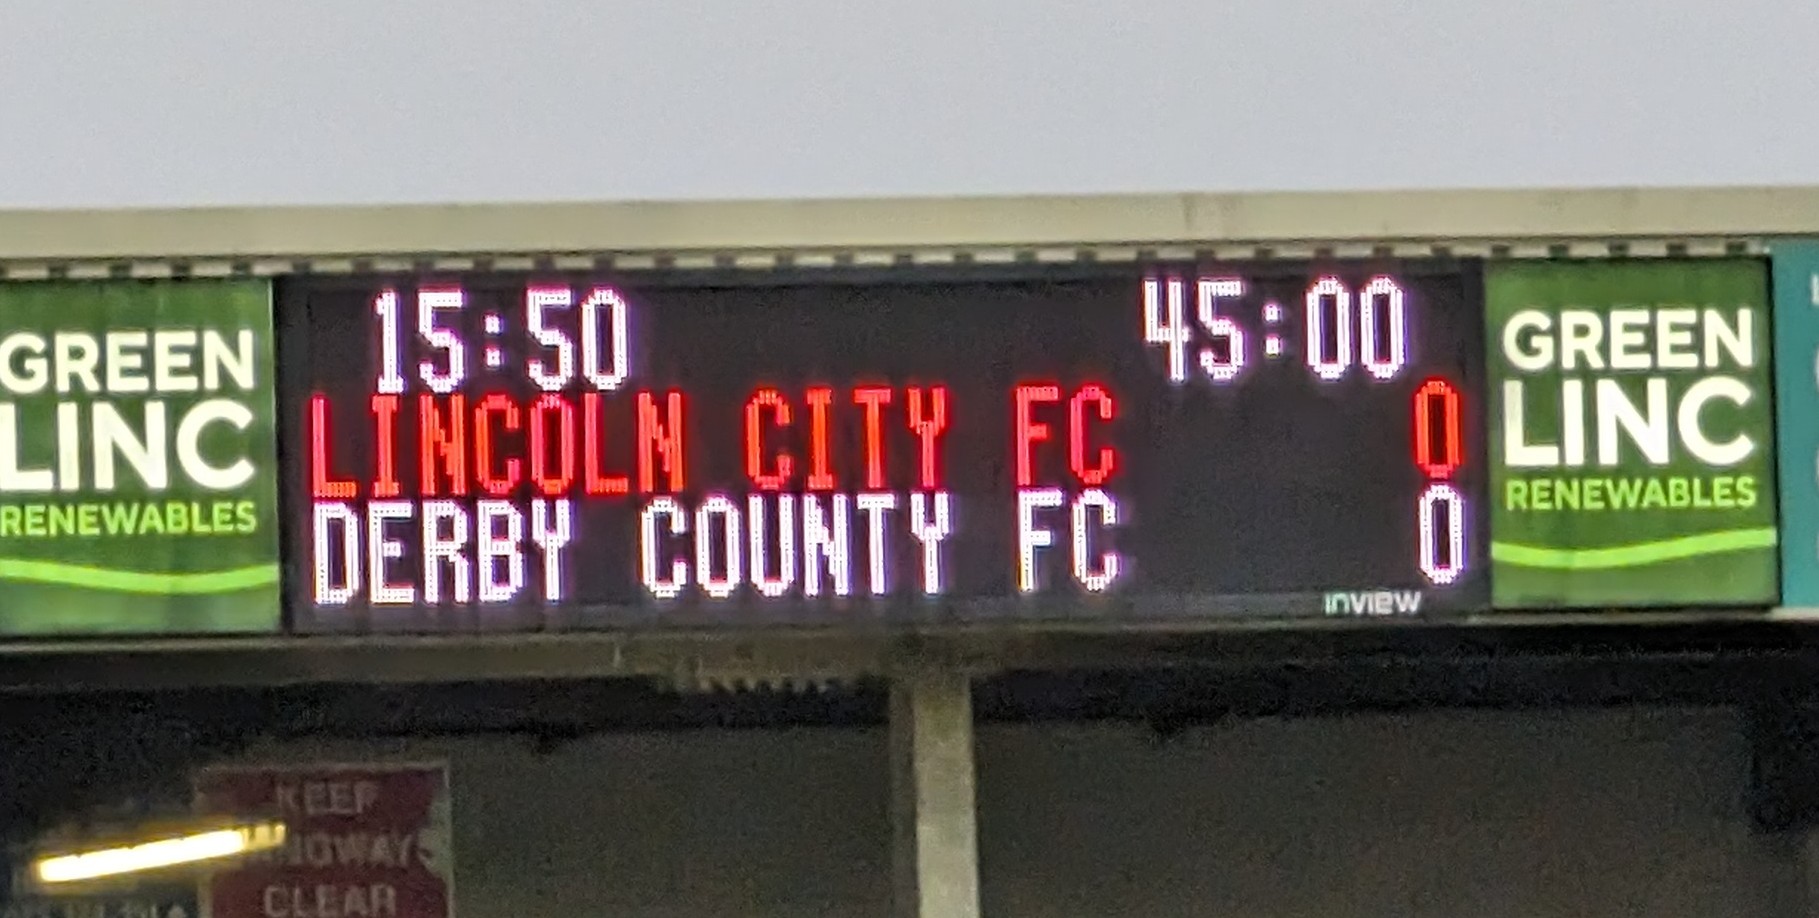 GREEN
LINC
RENEWABLES
15:50 45:00
LINCOLN CITY FC 0
DERBY COUNTY FC 0
inview
GREEN
LINC
RENEWABLES
KEEP
CLEAR